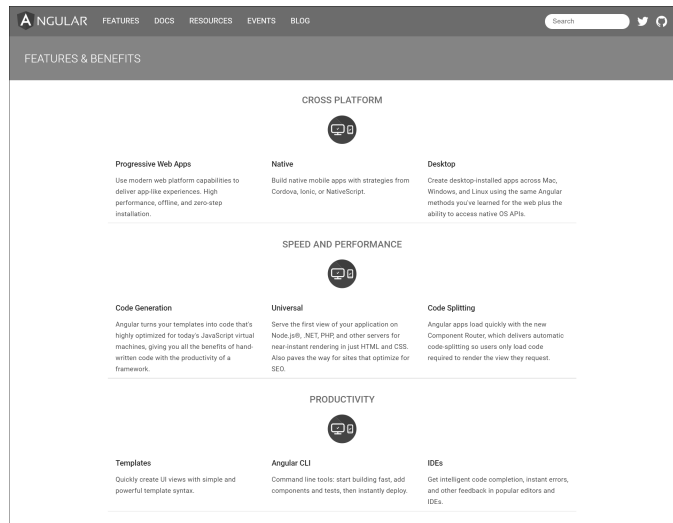 ANGULAR FEATURES DOCS RESOURCES EVENTS BLOG Search
FEATURES & BENEFITS
CROSS PLATFORM
Progressive Web Apps
Use modern web platform capabilities to
deliver app-like experiences. High
performance, offline, and zero-step
installation.
Native
Build native mobile apps with strategies from
Cordova, Ionic, or NativeScript.
Desktop
Create desktop-installed apps across Mac,
Windows, and Linux using the same Angular
methods you've learned for the web plus the
ability to access native OS APIs.
SPEED AND PERFORMANCE
Code Generation
Angular turns your templates into code that's
highly optimized for today's JavaScript virtual
machines, giving you all the benefits of hand-
written code with the productivity of a
framework.
Universal
Serve the first view of your application on
Node.js®, .NET, PHP, and other servers for
near-instant rendering in just HTML and CSS.
Also paves the way for sites that optimize for
SEO.
Code Splitting
Angular apps load quickly with the new
Component Router, which delivers automatic
code-splitting so users only load code
required to render the view they request.
PRODUCTIVITY
Templates
Quickly create UI views with simple and
powerful template syntax.
Angular CLI
Command line tools: start building fast, add
components and tests, then instantly deploy.
IDEs
Get intelligent code completion, instant errors,
and other feedback in popular editors and
IDEs.